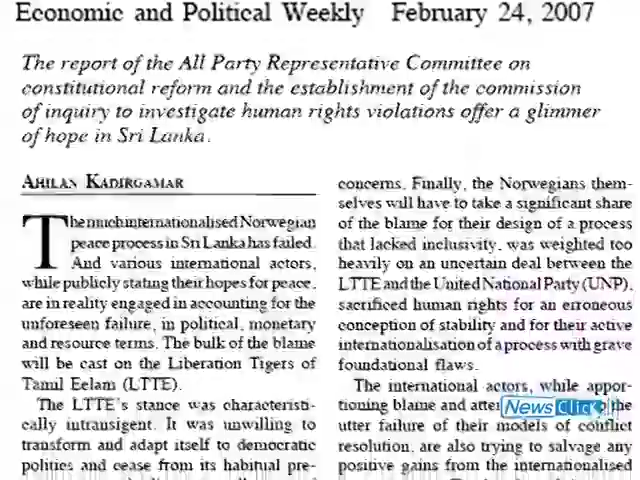 Economic and Political Weekly February 24, 2007
The report of the All Party Representative Committee on
constitutional reform and the establishment of the commission
of inquiry to investigate human rights violations offer a glimmer
of hope in Sri Lanka.
AHILAN KADIRGAMAR
The much internationalised Norwegian
peace process in Sri Lanka has failed.
And various international actors,
while publicly stating their hopes for peace,
are in reality engaged in accounting for the
unforeseen failure, in political, monetary
and resource terms. The bulk of the blame
will be cast on the Liberation Tigers of
Tamil Eelam (LTTE).
The LTTE's stance was characteristi-
cally intransigent. It was unwilling to
transform and adapt itself to democratic
politics and cease from its habitual pre-
concerns. Finally, the Norwegians them-
selves will have to take a significant share
of the blame for their design of a process
that lacked inclusivity, was weighted too
heavily on an uncertain deal between the
LTTE and the United National Party (UNP),
sacrificed human rights for an erroneous
conception of stability and for their active
internationalisation of a process with grave
foundational flaws.
The international actors, while appor-
tioning blame and the
utter failure of their models of conflict
resolution, are also trying to salvage any
positive gains from the internationalised
NewsClick